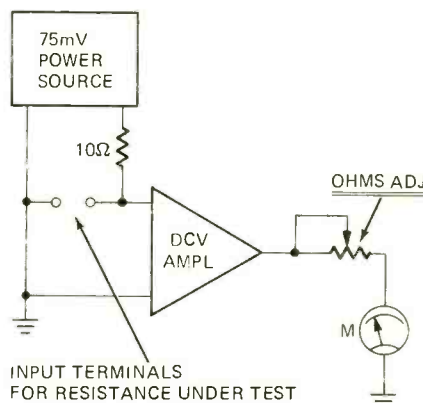 75mV
POWER
SOURCE
10Ω
OHMS ADJ
DCV
AMPL
M
INPUT TERMINALS
FOR RESISTANCE UNDER TEST